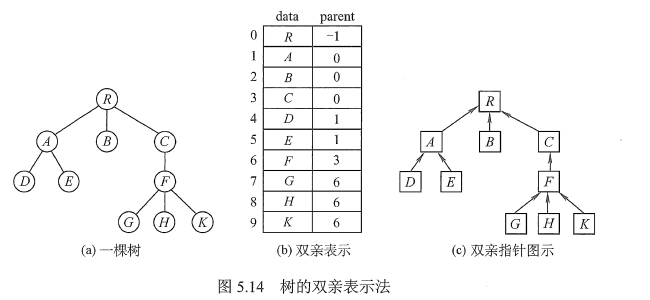 R
A
B
C
D
E
F
G
H
K
(a) 一棵树
data parent
0 R −1
1 A 0
2 B 0
3 C 0
4 D 1
5 E 1
6 F 3
7 G 6
8 H 6
9 K 6
(b) 双亲表示
R
A
B
C
D
E
F
G
H
K
(c) 双亲指针图示
图 5.14 树的双亲表示法